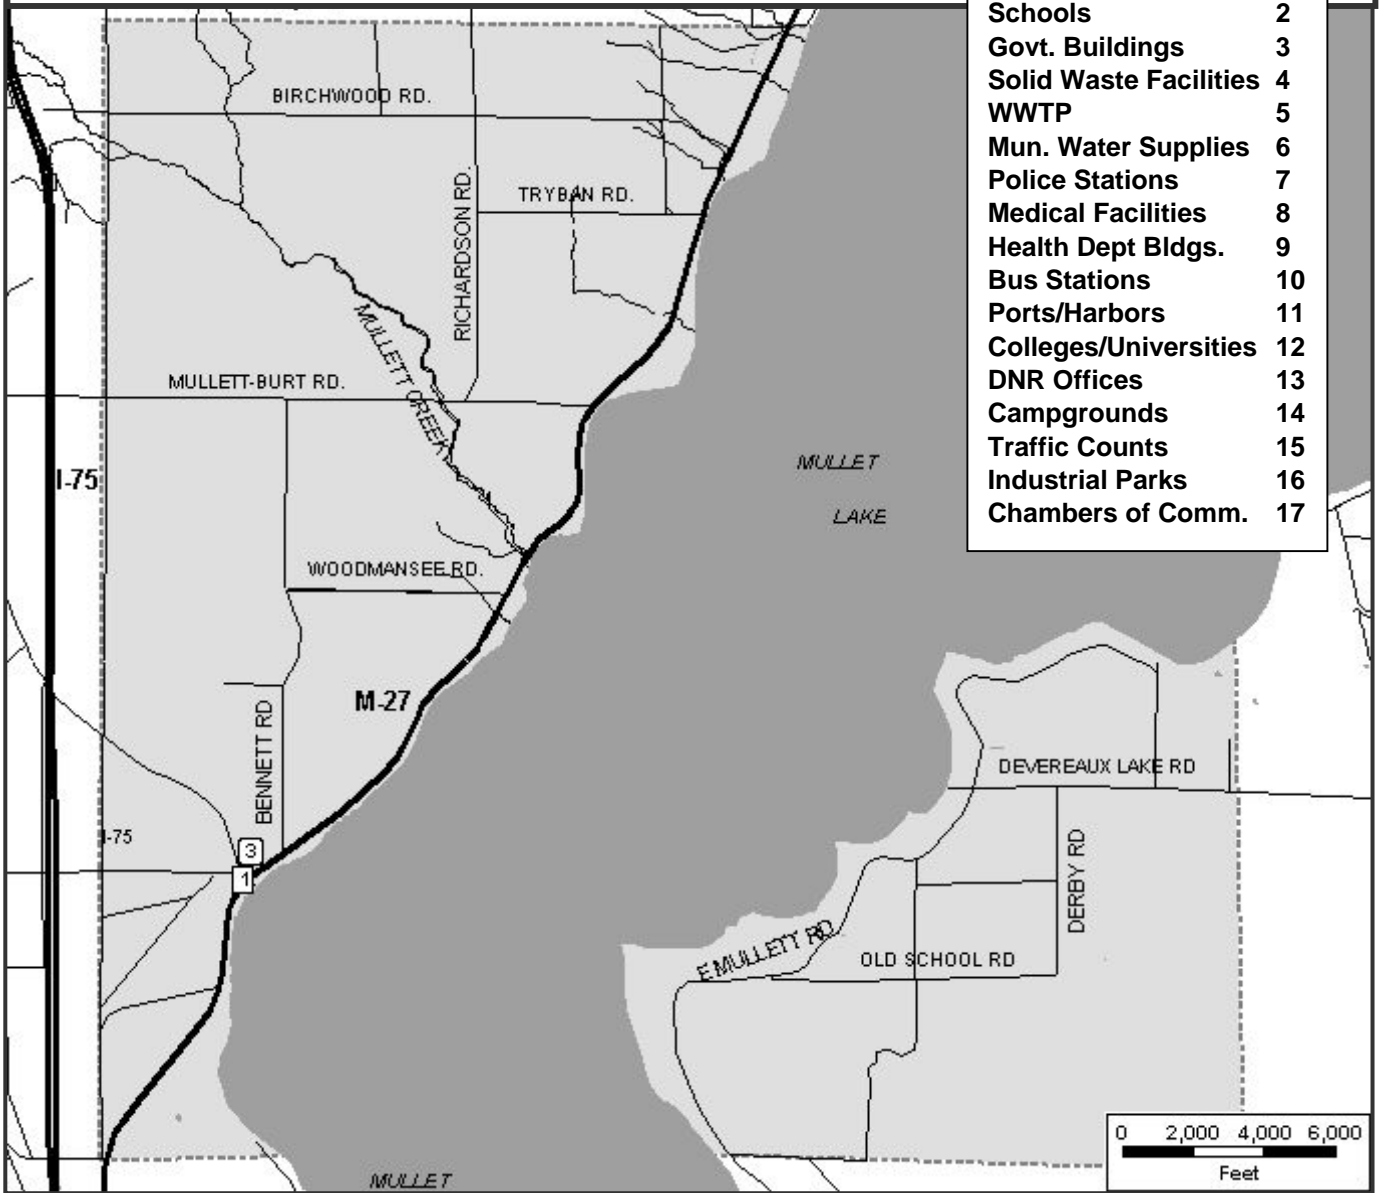 Schools 2
Govt. Buildings 3
Solid Waste Facilities 4
WWTP 5
Mun. Water Supplies 6
Police Stations 7
Medical Facilities 8
Health Dept Bldgs. 9
Bus Stations 10
Ports/Harbors 11
Colleges/Universities 12
DNR Offices 13
Campgrounds 14
Traffic Counts 15
Industrial Parks 16
Chambers of Comm. 17
BIRCHWOOD RD.
TRYBAN RD.
RICHARDSON RD.
MULLETT CREEK
MULLETT-BURT RD.
I-75
MULLET
LAKE
WOODMANSEE RD.
M-27
BENNETT RD
DEVEREAUX LAKE RD
I-75
3
1
DERBY RD
E MULLETT RD.
OLD SCHOOL RD
0 2,000 4,000 6,000
Feet
MULLET